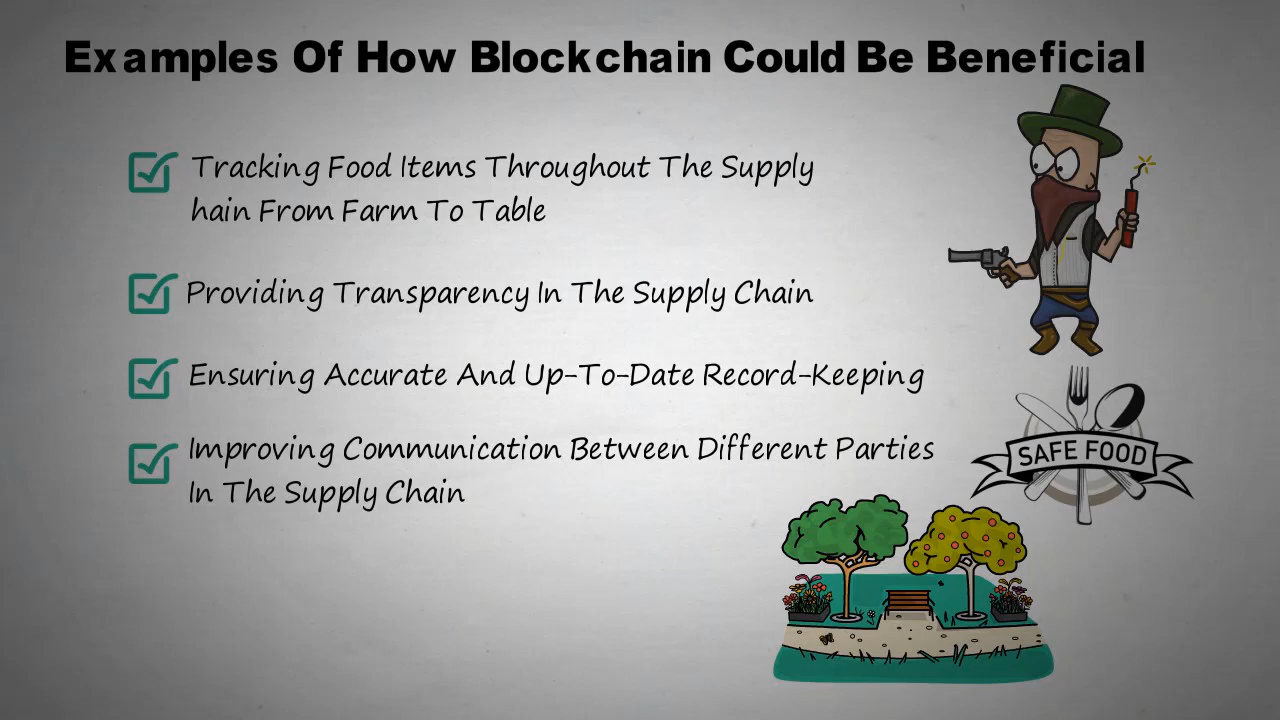 Examples Of How Blockchain Could Be Beneficial
Tracking Food Items Throughout The Supply
hain From Farm To Table
Providing Transparency In The Supply Chain
Ensuring Accurate And Up-To-Date Record-Keeping
Improving Communication Between Different Parties
In The Supply Chain
SAFE FOOD